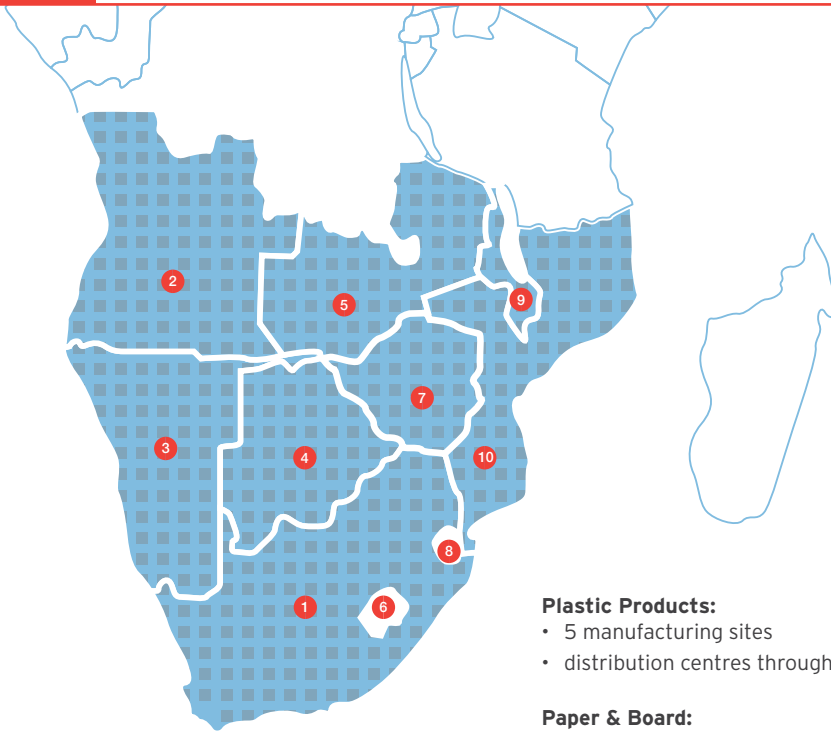 2
5
9
7
3
4
10
8
1
6
Plastic Products:
• 5 manufacturing sites
• distribution centres through
Paper & Board: